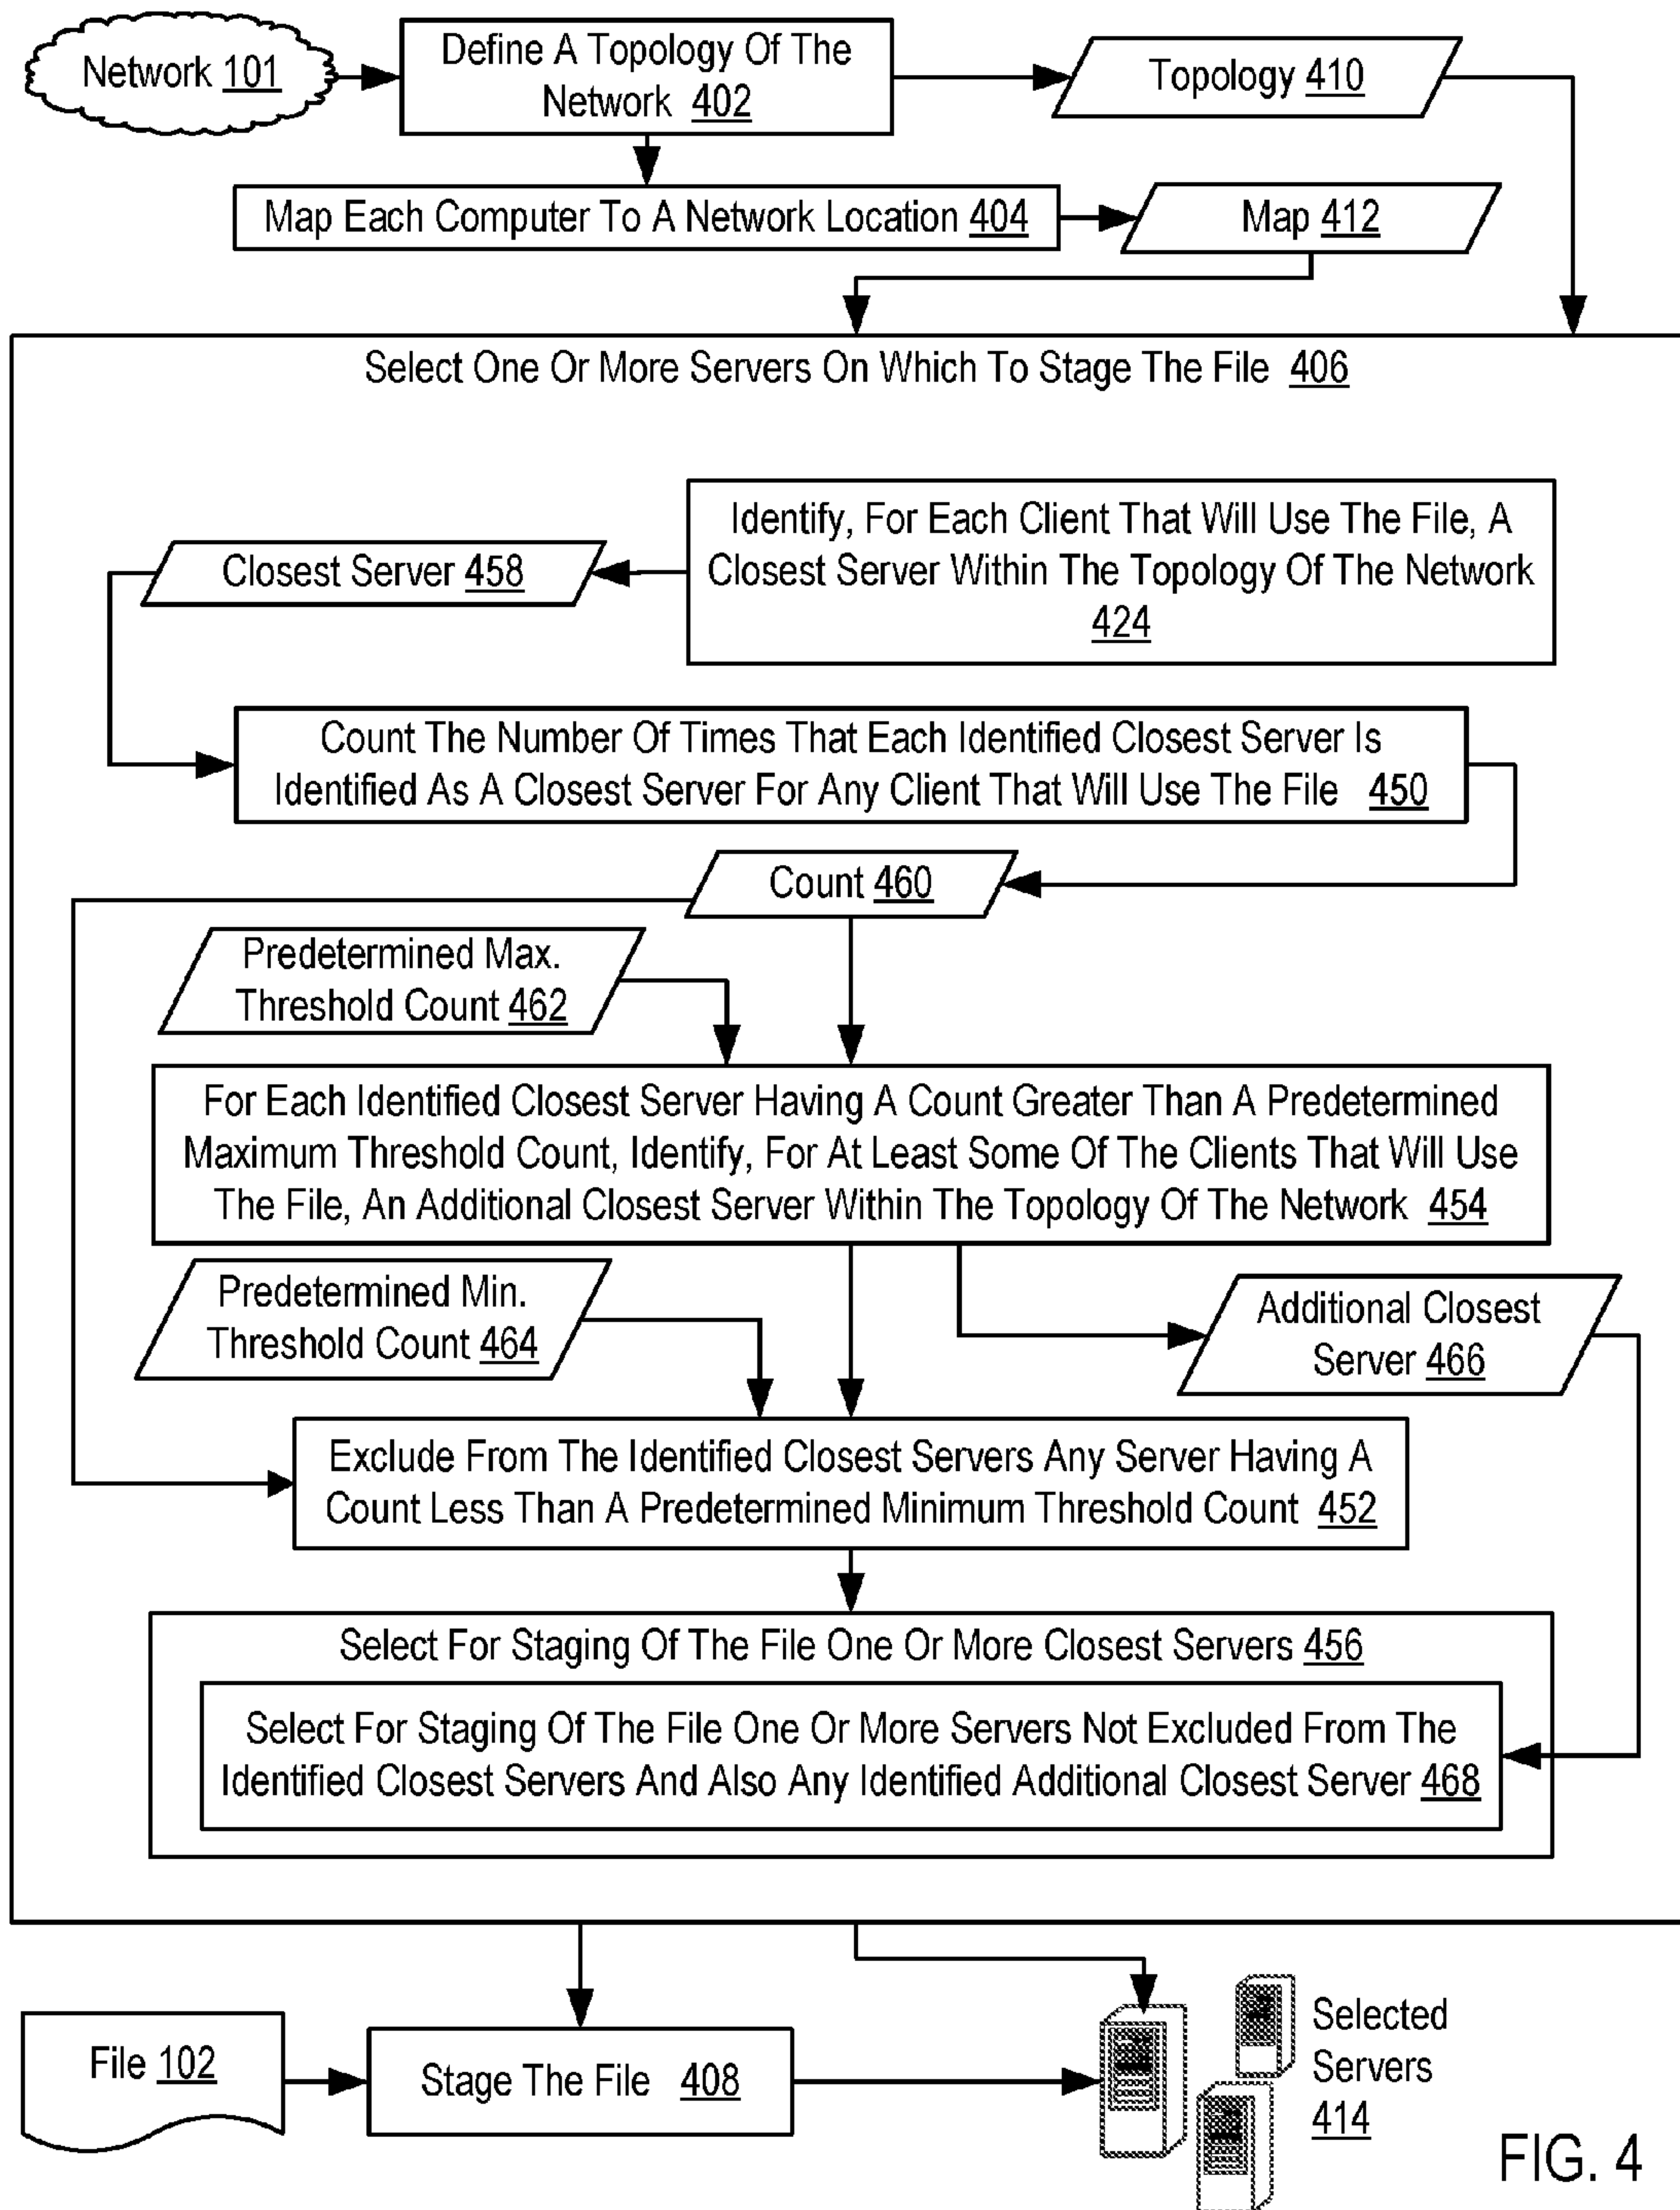 Network 101
Define A Topology Of The
Network 402
Topology 410
Map Each Computer To A Network Location 404
Map 412
Select One Or More Servers On Which To Stage The File 406
Identify, For Each Client That Will Use The File, A
Closest Server Within The Topology Of The Network
424
Closest Server 458
Count The Number Of Times That Each Identified Closest Server Is
Identified As A Closest Server For Any Client That Will Use The File 450
Count 460
Predetermined Max.
Threshold Count 462
For Each Identified Closest Server Having A Count Greater Than A Predetermined
Maximum Threshold Count, Identify, For At Least Some Of The Clients That Will Use
The File, An Additional Closest Server Within The Topology Of The Network 454
Predetermined Min.
Threshold Count 464
Additional Closest
Server 466
Exclude From The Identified Closest Servers Any Server Having A
Count Less Than A Predetermined Minimum Threshold Count 452
Select For Staging Of The File One Or More Closest Servers 456
Select For Staging Of The File One Or More Servers Not Excluded From The
Identified Closest Servers And Also Any Identified Additional Closest Server 468
File 102
Stage The File 408
Selected
Servers
414
FIG. 4